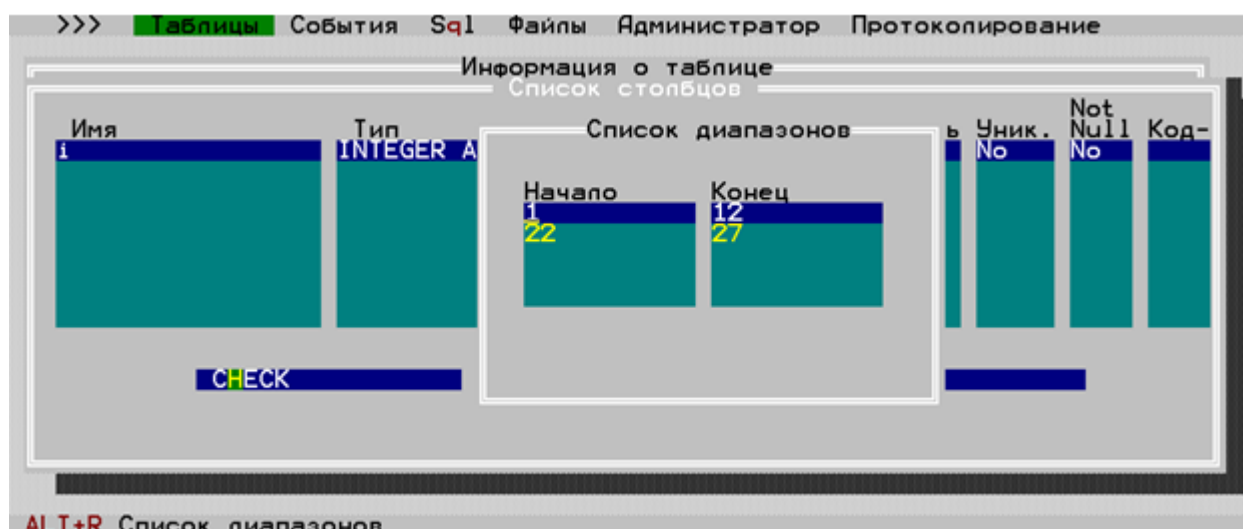 >>> Таблицы События Sql Файлы Администратор Протоколирование
Информация о таблице
Список столбцов
Имя Тип ь Уник. Not Null Код-
i INTEGER A No No
Список диапазонов
Начало Конец
1 12
22 27
CHECK
ALT+R Список диапазонов